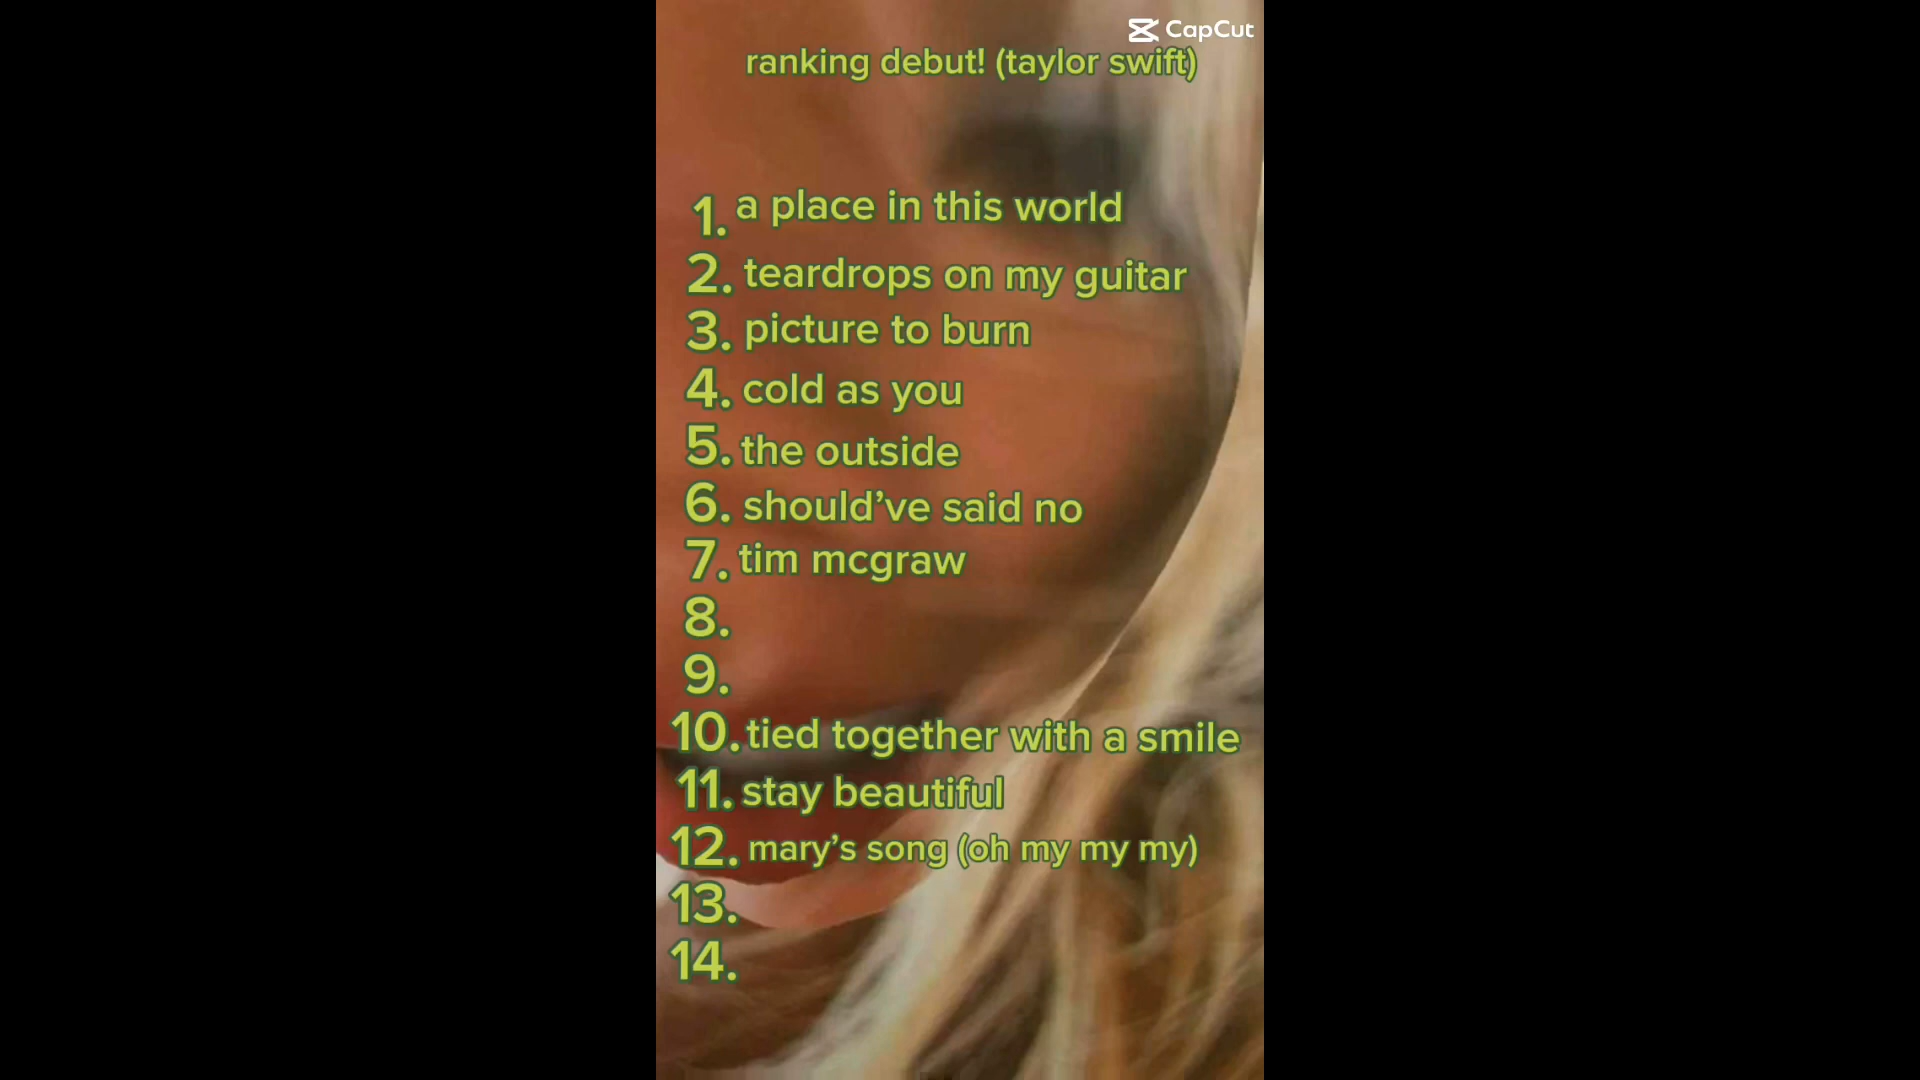 CapCut
ranking debut! (taylor swift)
1. a place in this world
2. teardrops on my guitar
3. picture to burn
4. cold as you
5. the outside
6. should’ve said no
7. tim mcgraw
8.
9.
10. tied together with a smile
11. stay beautiful
12. mary’s song (oh my my my)
13.
14.